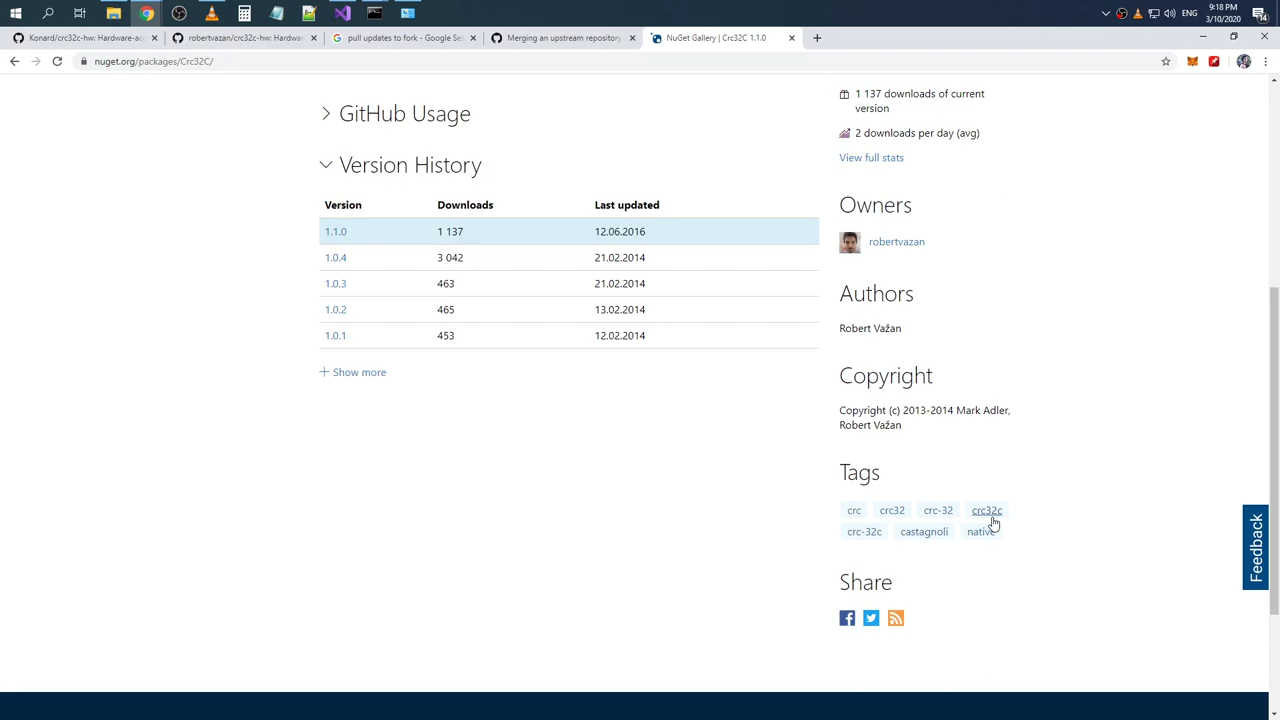 ENG
9:18 PM
3/10/2020
14
Konard/crc32c-hw: Hardware-acc
robertvazan/crc32c-hw: Hardwar
pull updates to fork - Google Sea
Merging an upstream repository
NuGet Gallery | Crc32C 1.1.0
nuget.org/packages/Crc32C/
1 137 downloads of current
version
GitHub Usage
2 downloads per day (avg)
View full stats
Version History
Version Downloads Last updated
1.1.0 1 137 12.06.2016
1.0.4 3 042 21.02.2014
1.0.3 463 21.02.2014
1.0.2 465 13.02.2014
1.0.1 453 12.02.2014
Show more
Owners
robertvazan
Authors
Robert Važan
Copyright
Copyright (c) 2013-2014 Mark Adler,
Robert Važan
Tags
crc crc32 crc-32 crc32c
crc-32c castagnoli native
Share
Feedback